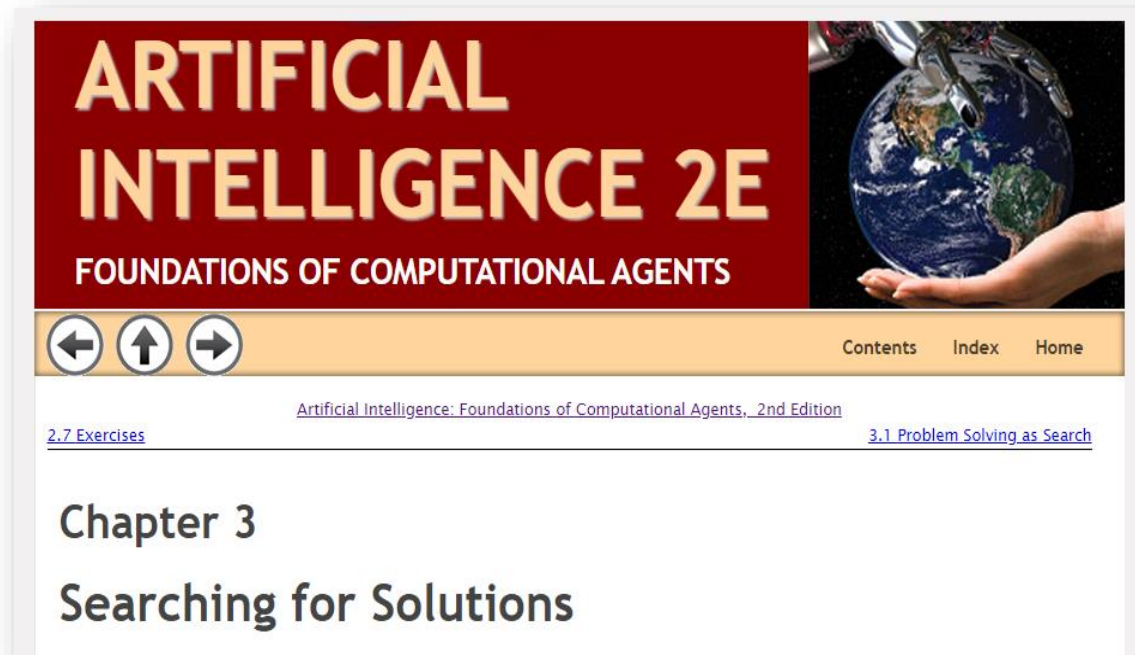 ARTIFICIAL
INTELLIGENCE 2E
FOUNDATIONS OF COMPUTATIONAL AGENTS
Contents Index Home
Artificial Intelligence: Foundations of Computational Agents, 2nd Edition
2.7 Exercises 3.1 Problem Solving as Search
Chapter 3
Searching for Solutions